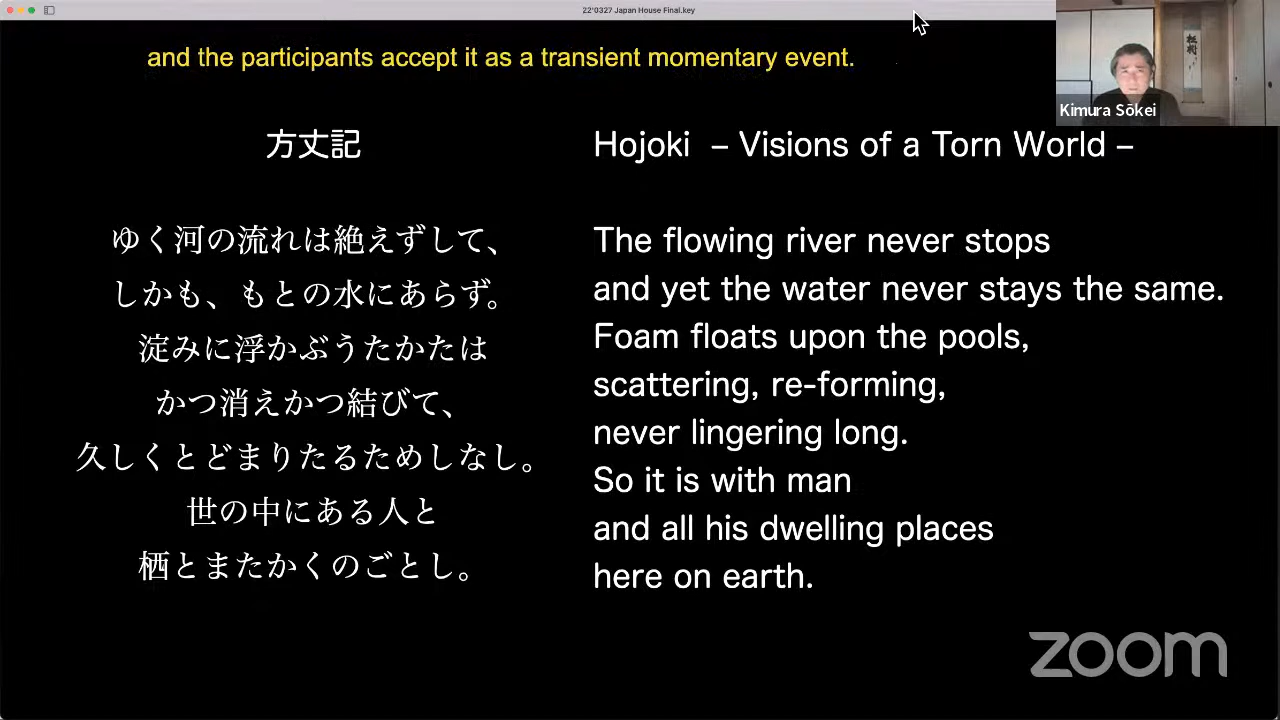 22'0327 Japan House Final.key
and the participants accept it as a transient momentary event.
Kimura Sōkei
方丈記
ゆく河の流れは絶えずして、
しかも、もとの水にあらず。
淀みに浮かぶうたかたは
かつ消えかつ結びて、
久しくとどまりたるためしなし。
世の中にある人と
栖とまたかくのごとし。
Hojoki – Visions of a Torn World –
The flowing river never stops
and yet the water never stays the same.
Foam floats upon the pools,
scattering, re-forming,
never lingering long.
So it is with man
and all his dwelling places
here on earth.
zoom